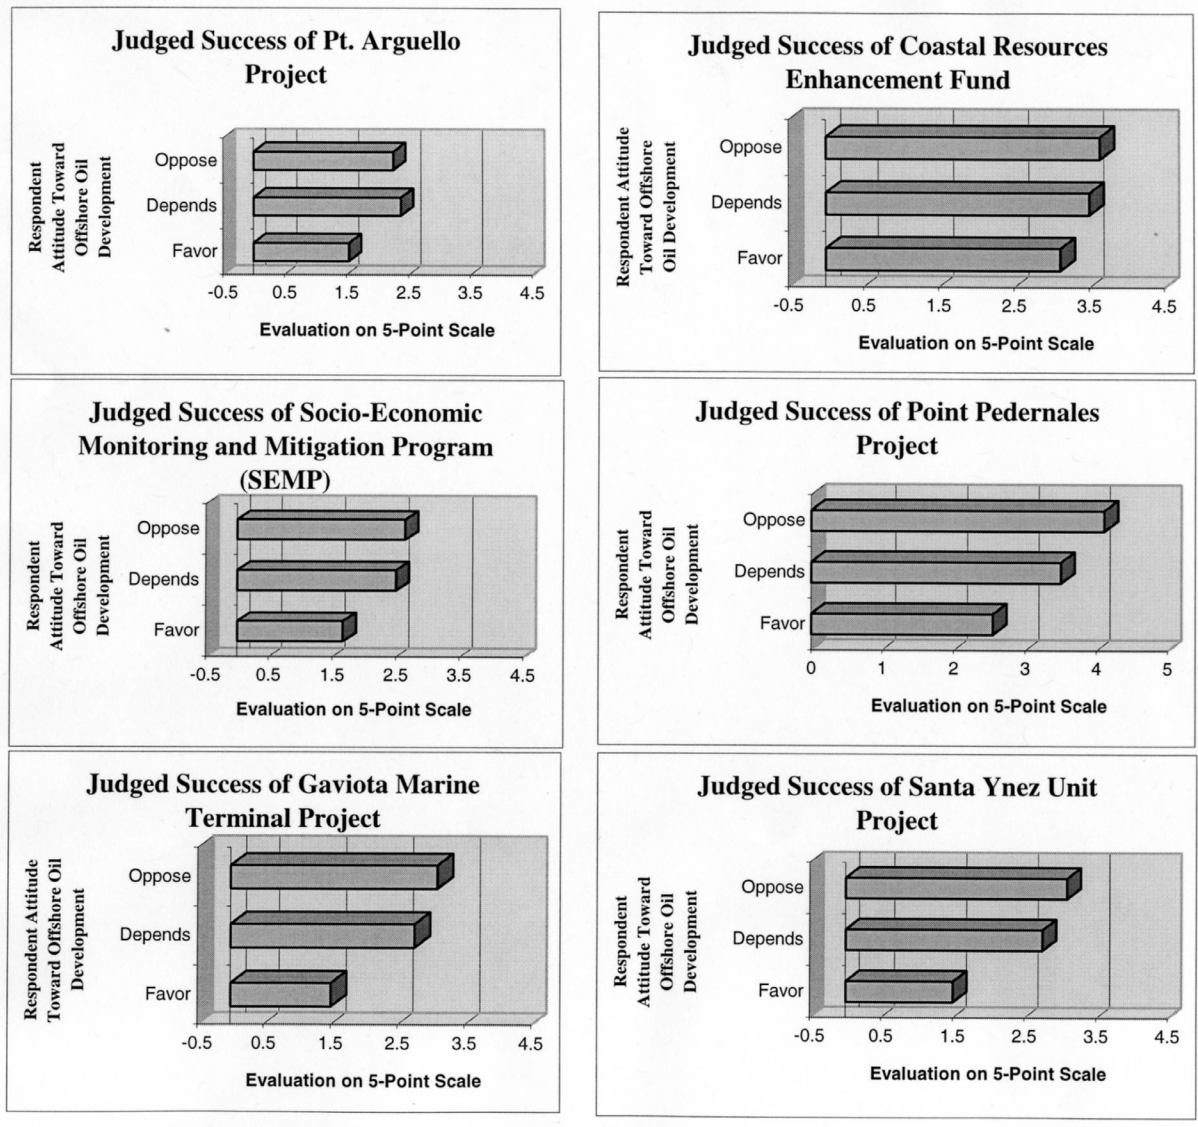 Judged Success of Pt. Arguello
Project
Respondent
Attitude Toward
Offshore Oil
Development
Oppose
Depends
Favor
-0.5 0.5 1.5 2.5 3.5 4.5
Evaluation on 5-Point Scale
Judged Success of Coastal Resources
Enhancement Fund
Respondent Attitude
Toward Offshore
Oil Development
Oppose
Depends
Favor
-0.5 0.5 1.5 2.5 3.5 4.5
Evaluation on 5-Point Scale
Judged Success of Socio-Economic
Monitoring and Mitigation Program
(SEMP)
Respondent
Attitude Toward
Offshore Oil
Development
Oppose
Depends
Favor
-0.5 0.5 1.5 2.5 3.5 4.5
Evaluation on 5-Point Scale
Judged Success of Point Pedernales
Project
Respondent
Attitude Toward
Offshore Oil
Development
Oppose
Depends
Favor
0 1 2 3 4 5
Evaluation on 5-Point Scale
Judged Success of Gaviota Marine
Terminal Project
Respondent Attitude
Toward Offshore Oil
Development
Oppose
Depends
Favor
-0.5 0.5 1.5 2.5 3.5 4.5
Evaluation on 5-Point Scale
Judged Success of Santa Ynez Unit
Project
Respondent
Attitude Toward
Offshore Oil
Development
Oppose
Depends
Favor
-0.5 0.5 1.5 2.5 3.5 4.5
Evaluation on 5-Point Scale